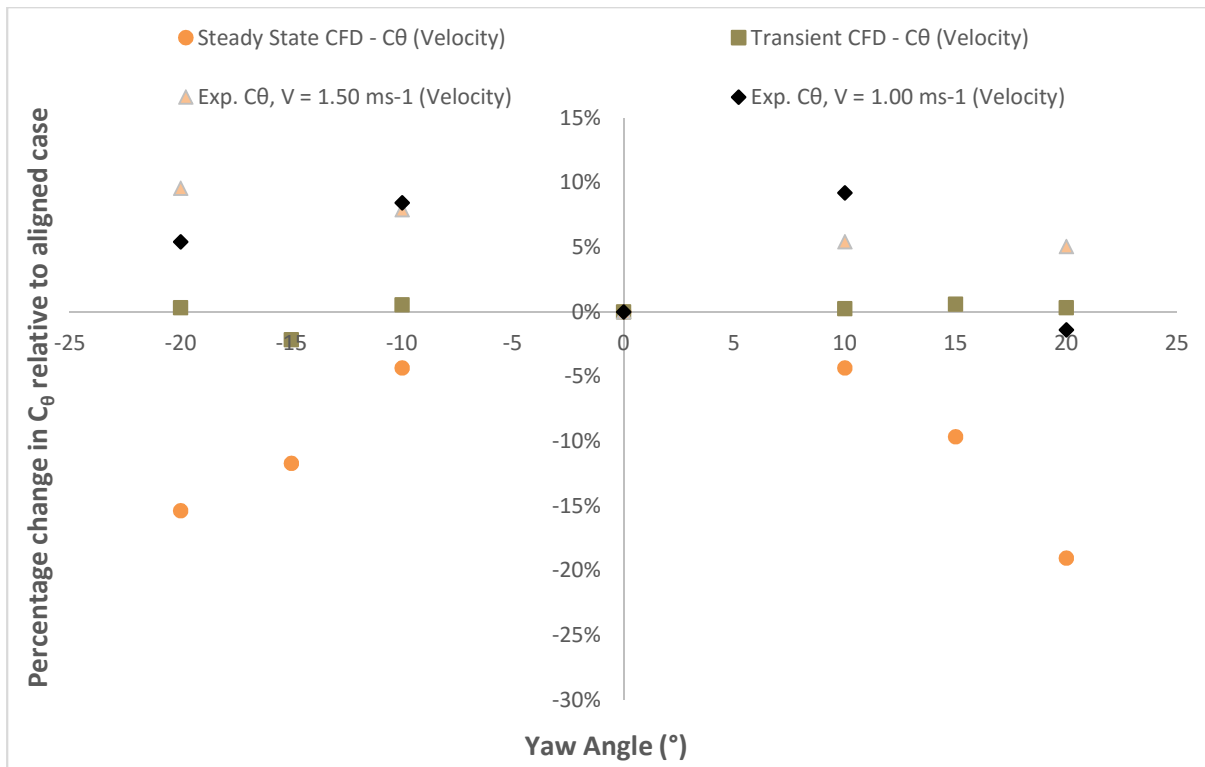 Steady State CFD - Cθ (Velocity)
Transient CFD - Cθ (Velocity)
Exp. Cθ, V = 1.50 ms-1 (Velocity)
Exp. Cθ, V = 1.00 ms-1 (Velocity)
Percentage change in Cθ relative to aligned case
15%
10%
5%
0%
-5%
-10%
-15%
-20%
-25%
-30%
-25 -20 -15 -10 -5 0 5 10 15 20 25
Yaw Angle (°)